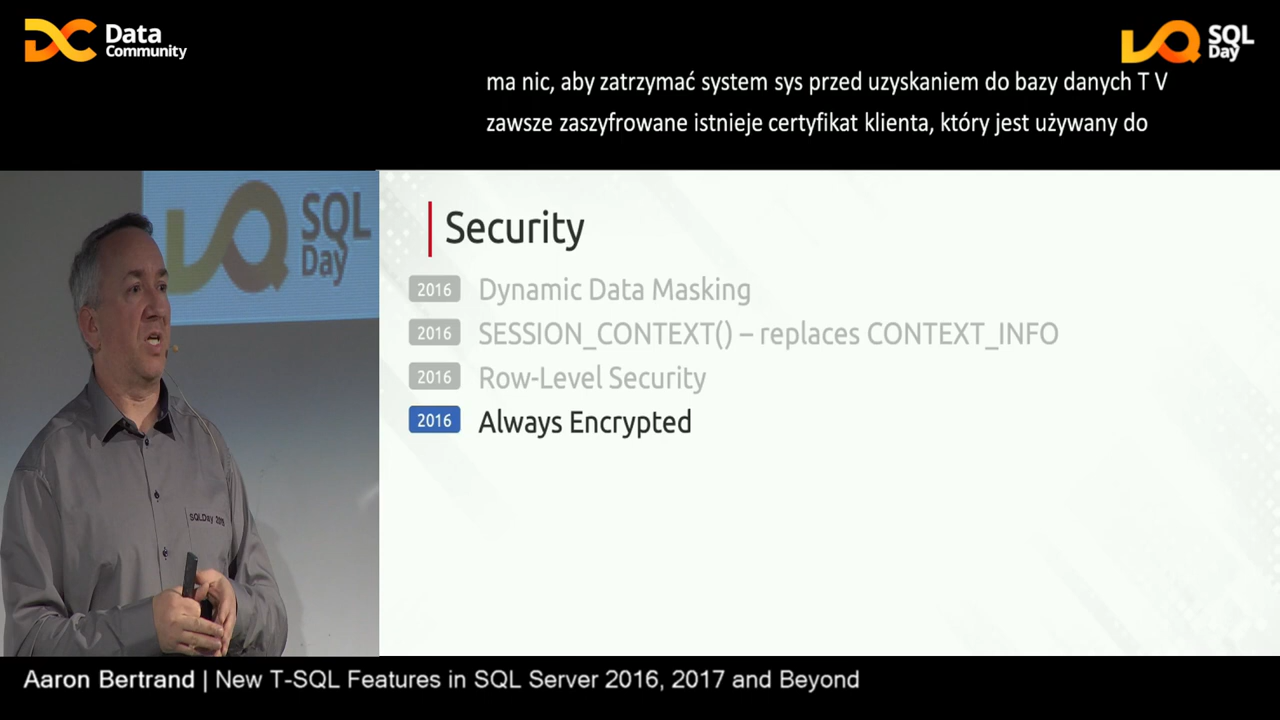 Data
Community
SQL
Day
ma nic, aby zatrzymać system sys przed uzyskaniem do bazy danych T V
zawsze zaszyfrowane istnieje certyfikat klienta, który jest używany do
SQL
Day
Security
2016 Dynamic Data Masking
2016 SESSION_CONTEXT() – replaces CONTEXT_INFO
2016 Row-Level Security
2016 Always Encrypted
SQLDay
Aaron Bertrand | New T-SQL Features in SQL Server 2016, 2017 and Beyond